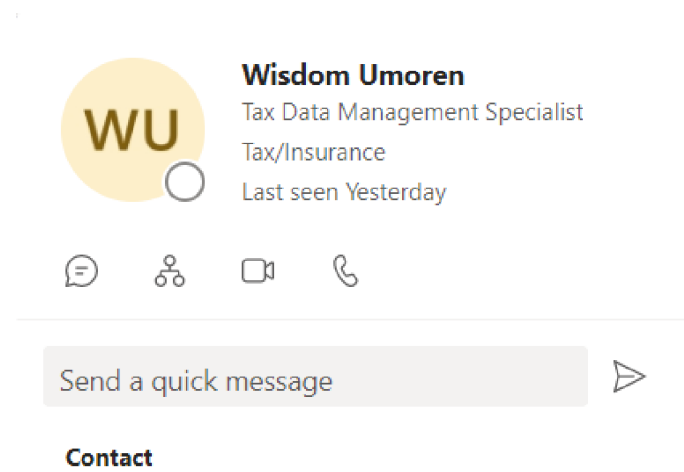 WU
Wisdom Umoren
Tax Data Management Specialist
Tax/Insurance
Last seen Yesterday
Send a quick message
Contact